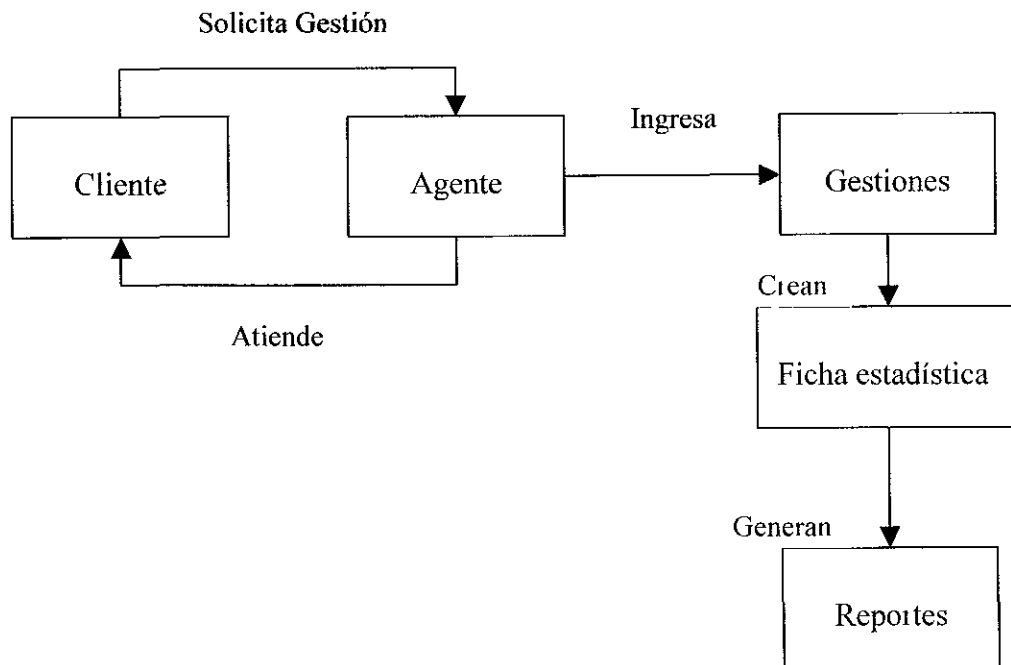 Solicita Gestión
Ingresa
Cliente
Agente
Gestiones
Crean
Atiende
Ficha estadística
Generan
Reportes